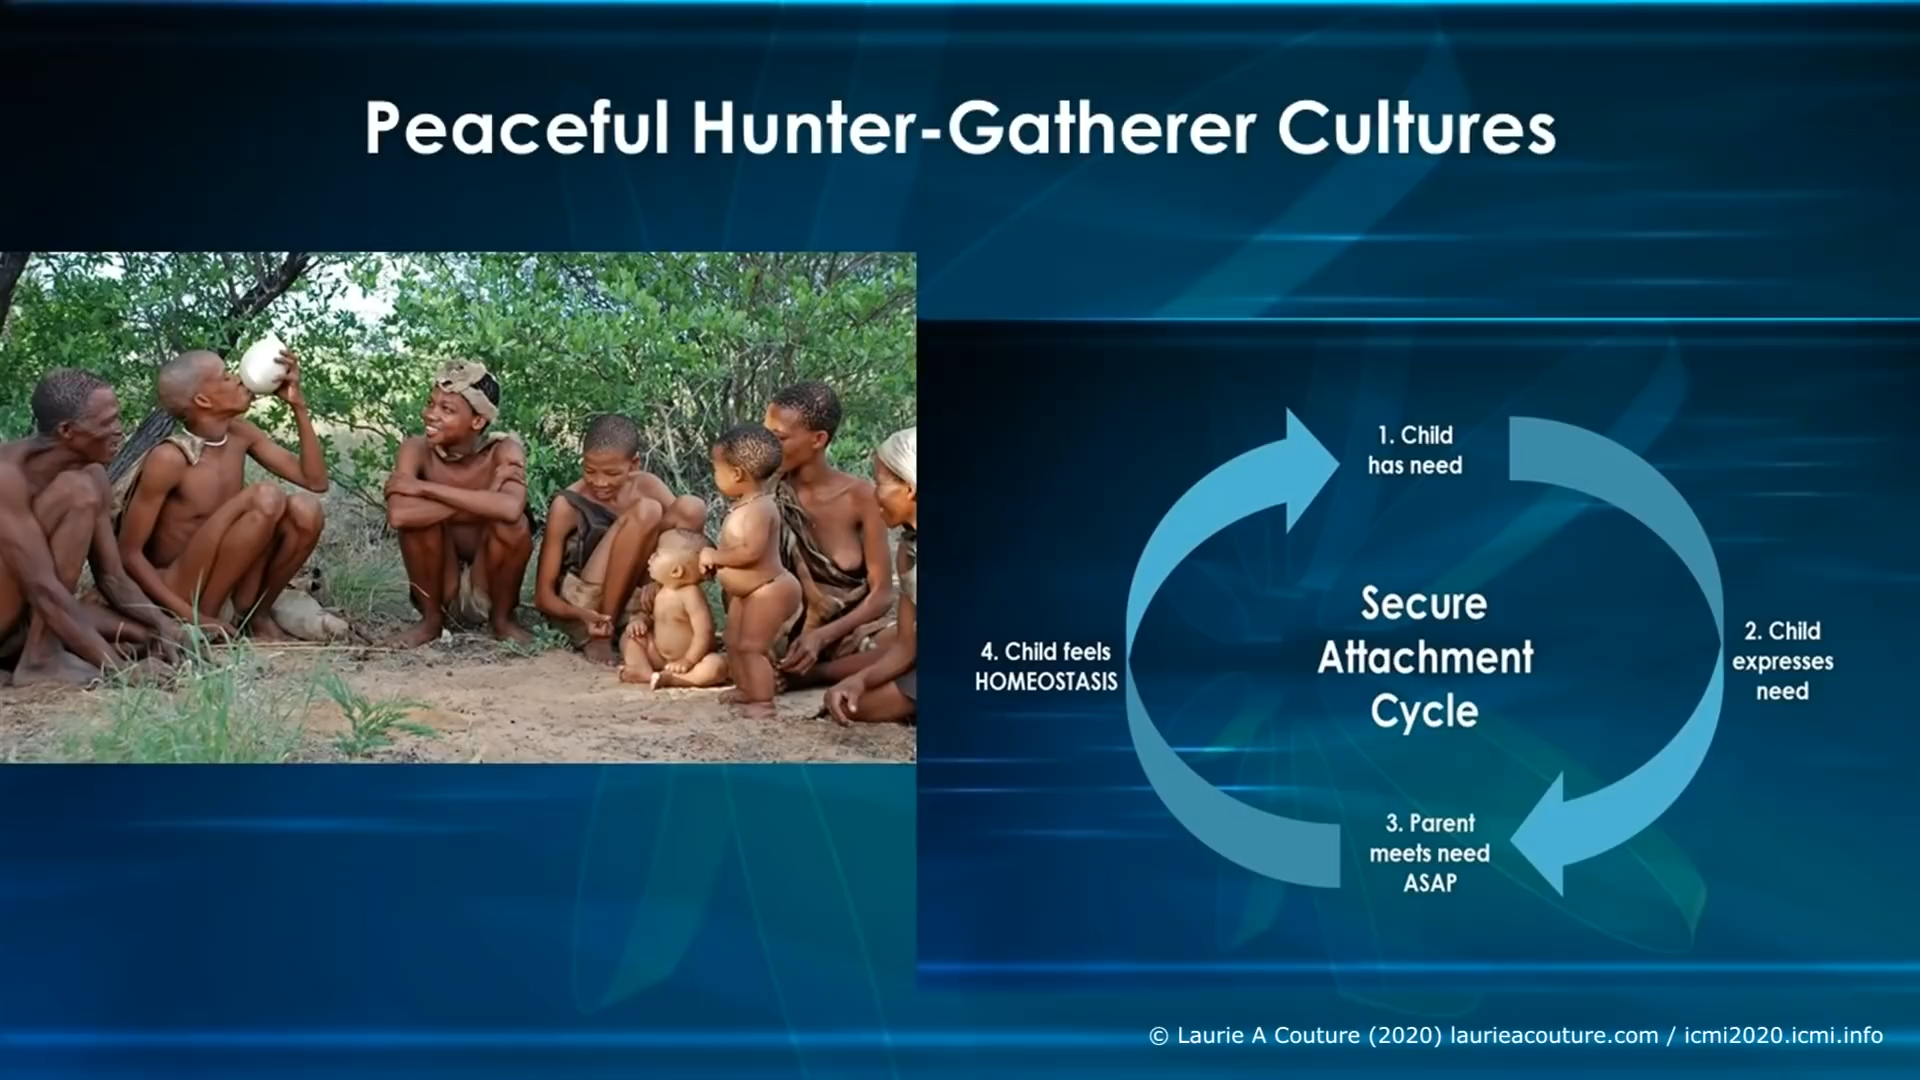 Peaceful Hunter-Gatherer Cultures
1. Child
has need
2. Child
expresses
need
3. Parent
meets need
ASAP
4. Child feels
HOMEOSTASIS
Secure
Attachment
Cycle
© Laurie A Couture (2020) laurieacouture.com / icmi2020.icmi.info